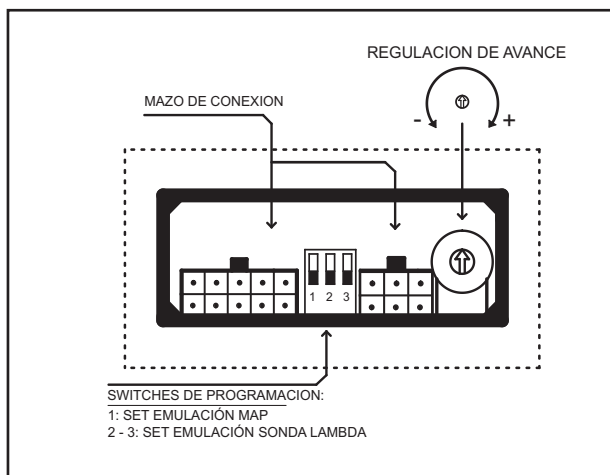 REGULACION DE AVANCE
MAZO DE CONEXION
- +
1 2 3
SWITCHES DE PROGRAMACION:
1: SET EMULACIÓN MAP
2 - 3: SET EMULACIÓN SONDA LAMBDA